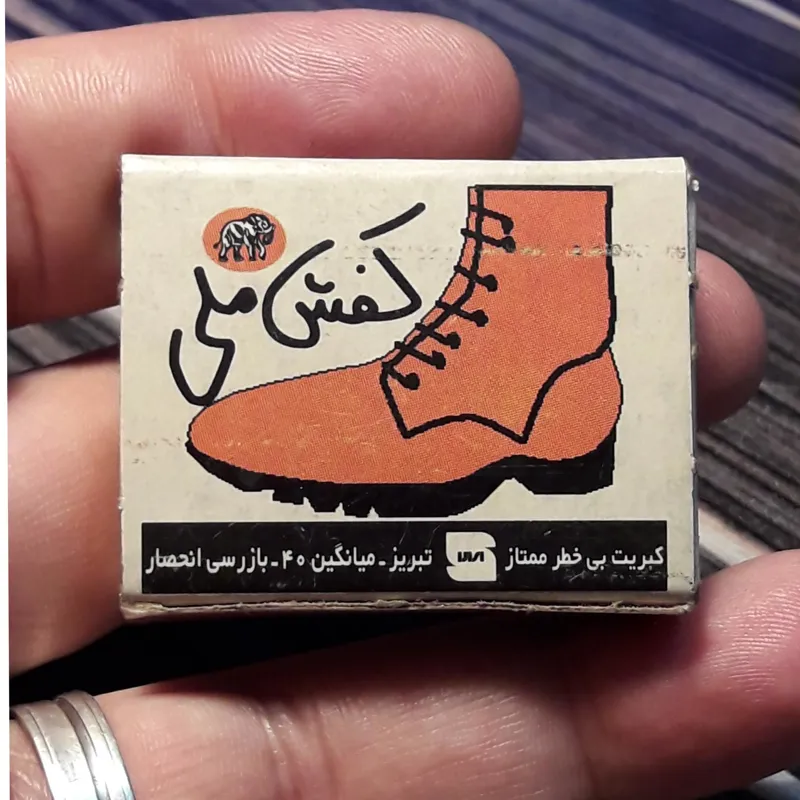 کفش ملی
کبریت بی خطر ممتاز تبریز ـ میانگین ۴۰ ـ بازرسی انحصار